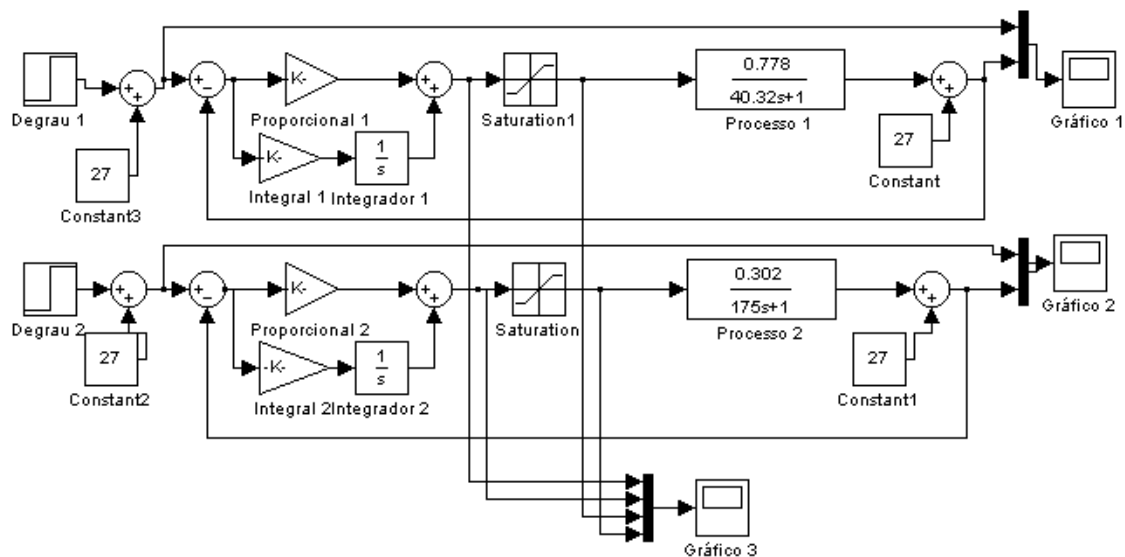 Degrau 1
27
Constant3
K-
Proporcional 1
K-
Integral 1
1
s
Integrador 1
Saturation1
0.778
40.32s+1
Processo 1
27
Constant
Gráfico 1
Degrau 2
27
Constant2
K-
Proporcional 2
-K-
Integral 2
1
s
Integrador 2
Saturation
0.302
175s+1
Processo 2
27
Constant1
Gráfico 2
Gráfico 3